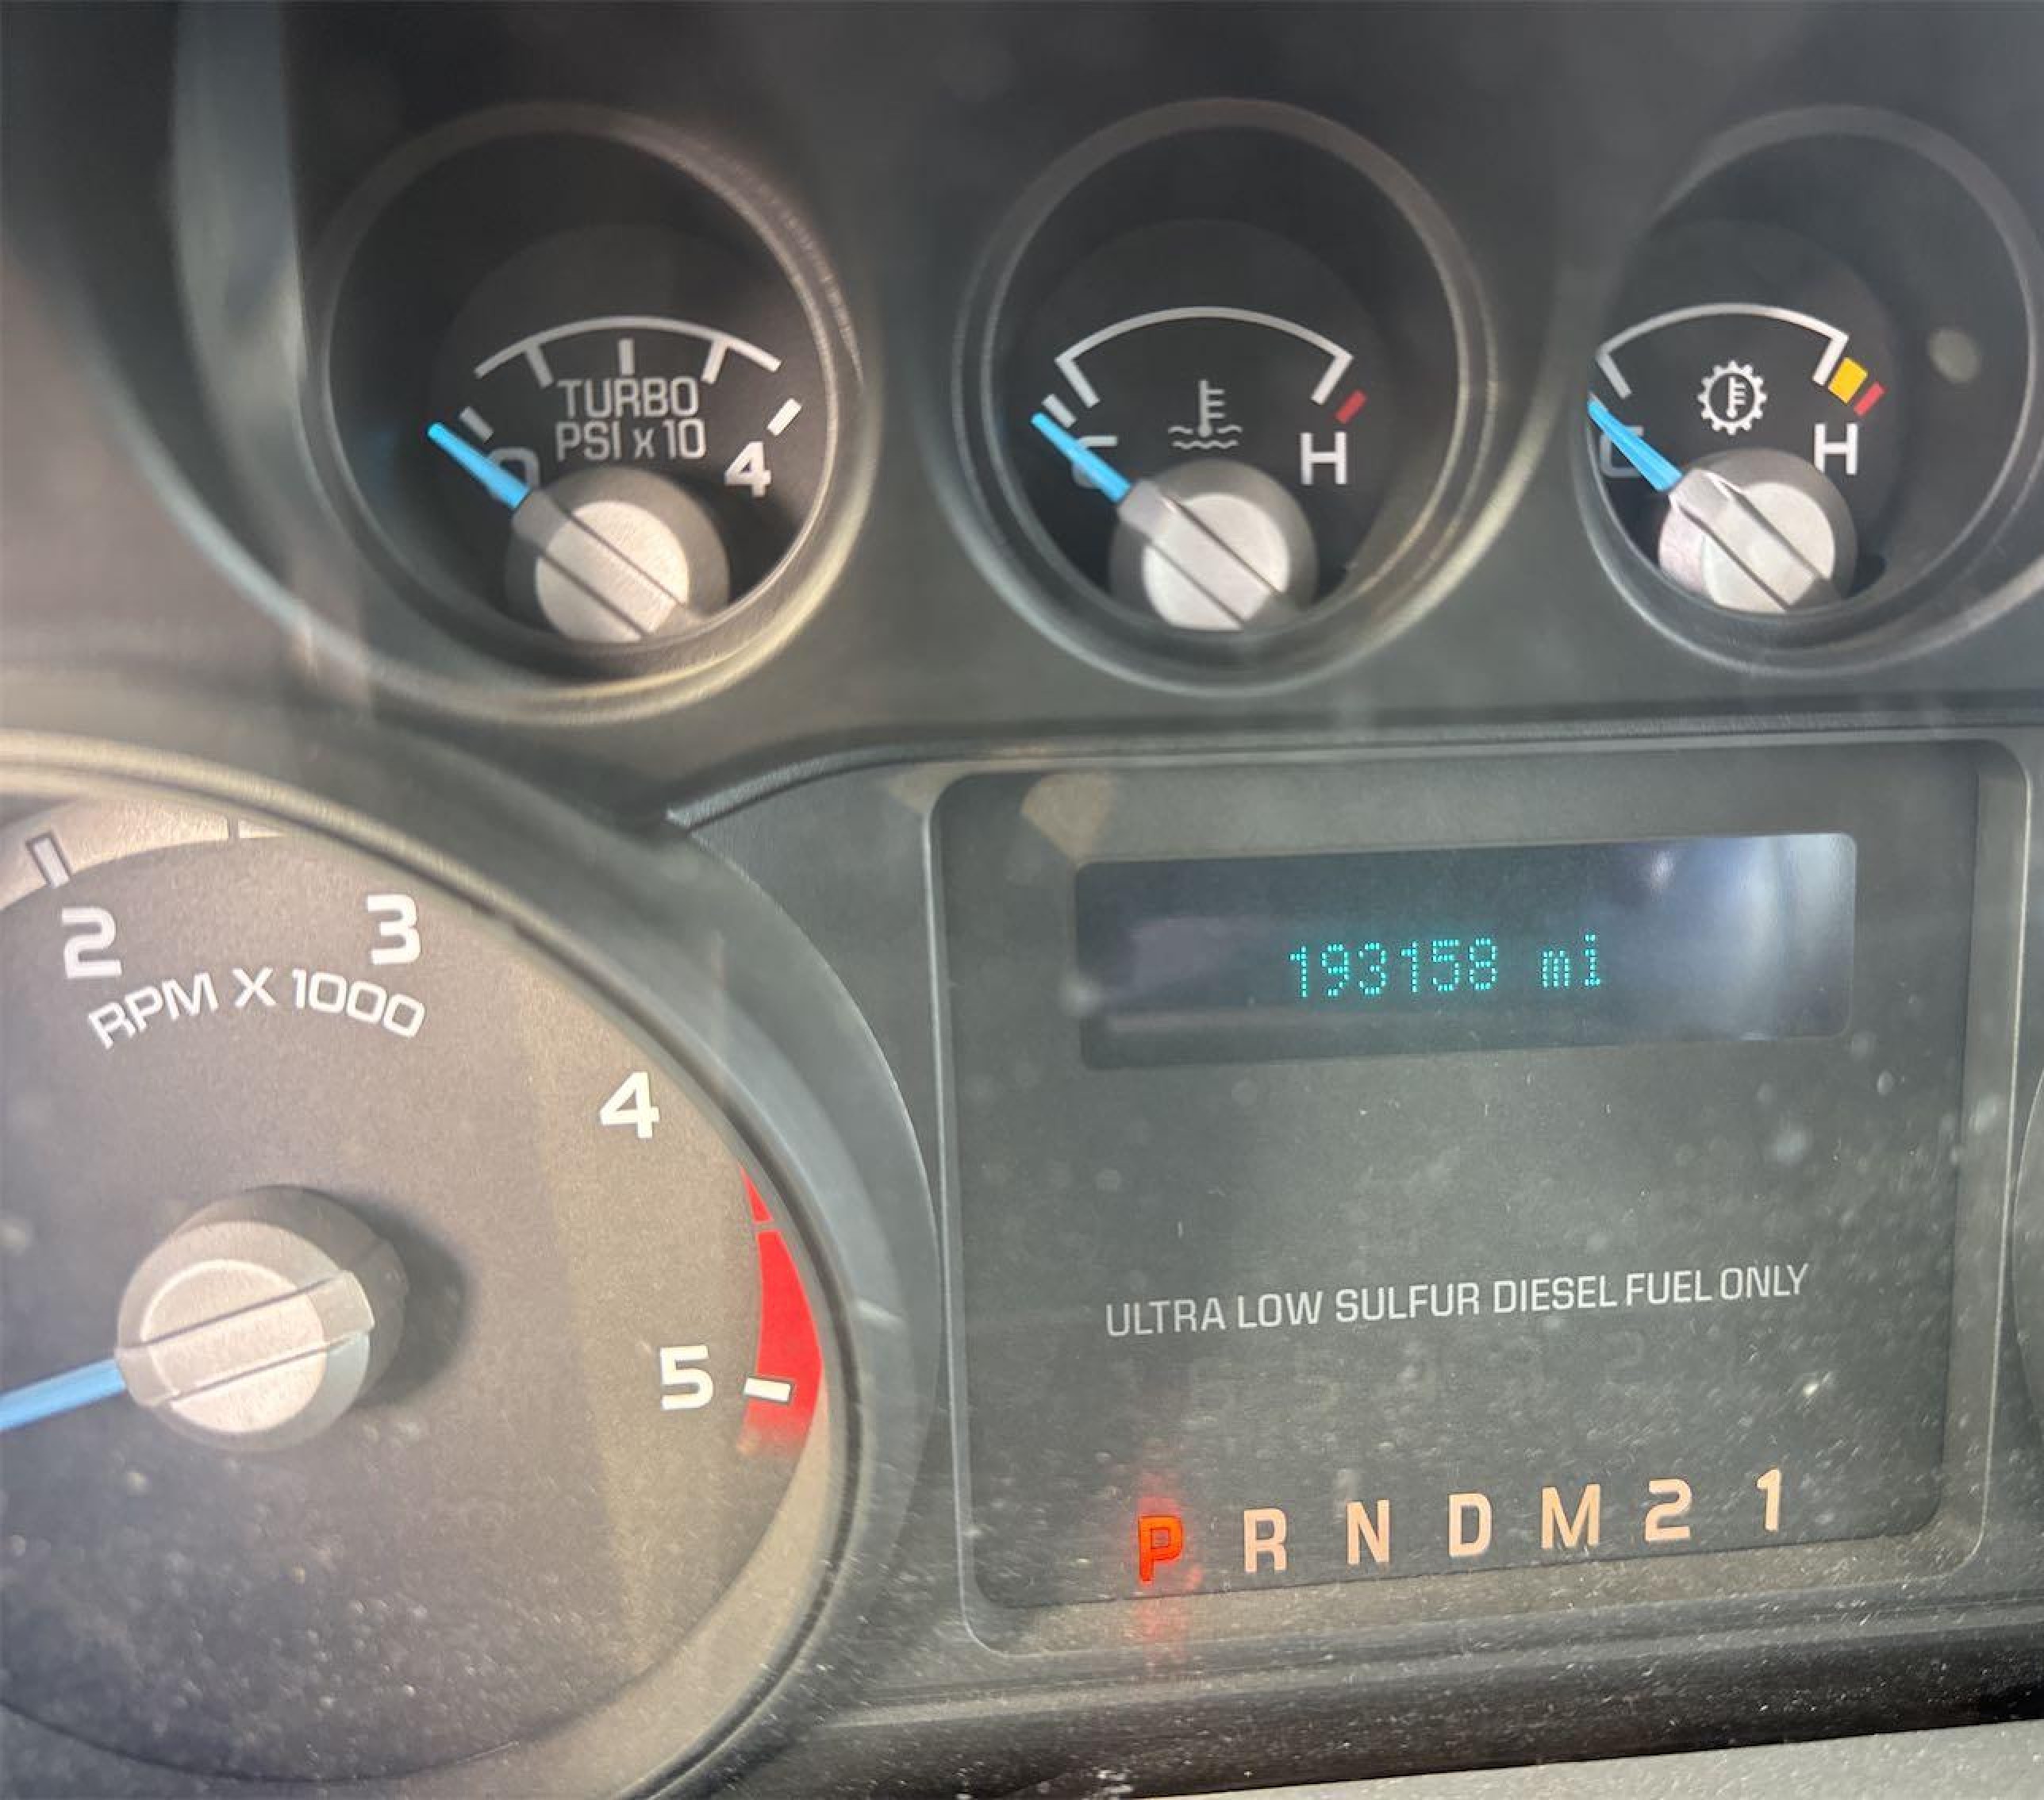 TURBO
PSI x 10
0
4
C
H
C
H
2
3
RPM X 1000
4
5
193158 mi
ULTRA LOW SULFUR DIESEL FUEL ONLY
P R N D M 2 1